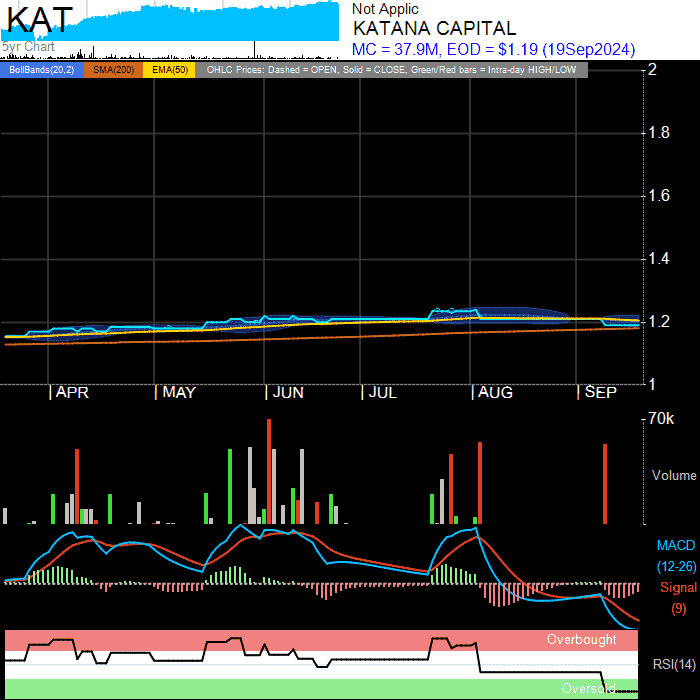 KAT
5yr Chart
Not Applic
KATANA CAPITAL
MC = 37.9M, EOD = $1.19 (19Sep2024)
BollBands(20,2) SMA(200) EMA(50) OHLC Prices: Dashed = OPEN, Solid = CLOSE, Green/Red bars = Intra-day HIGH/LOW
2
1.8
1.6
1.4
1.2
1
APR MAY JUN JUL AUG SEP
70k
Volume
MACD
(12-26)
Signal
(9)
Overbought
RSI(14)
Oversold